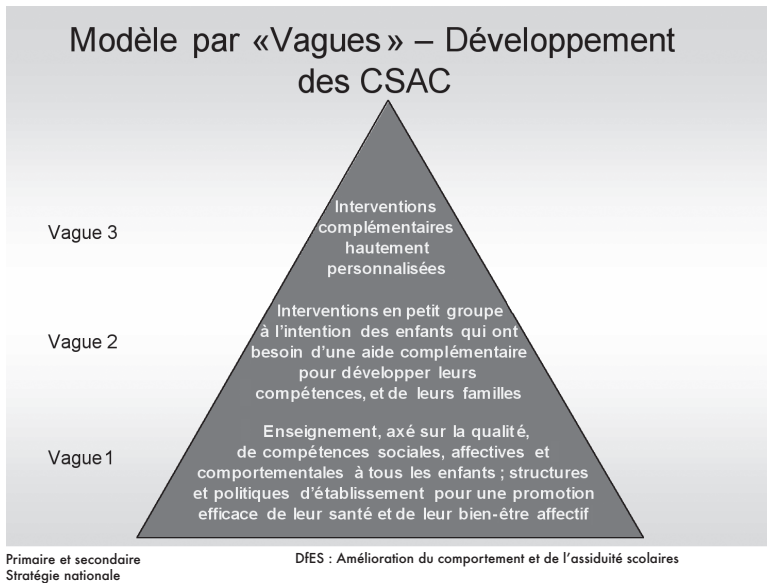 Modèle par «Vagues» – Développement
des CSAC
Vague 3
Interventions
complémentaires
hautement
personnalisées
Vague 2
Interventions en petit groupe
à l'intention des enfants qui ont
besoin d'une aide complémentaire
pour développer leurs
compétences, et de leurs familles
Vague 1
Enseignement, axé sur la qualité,
de compétences sociales, affectives et
comportementales à tous les enfants ; structures
et politiques d'établissement pour une promotion
efficace de leur santé et de leur bien-être affectif
Primaire et secondaire
Stratégie nationale
DfES : Amélioration du comportement et de l'assiduité scolaires